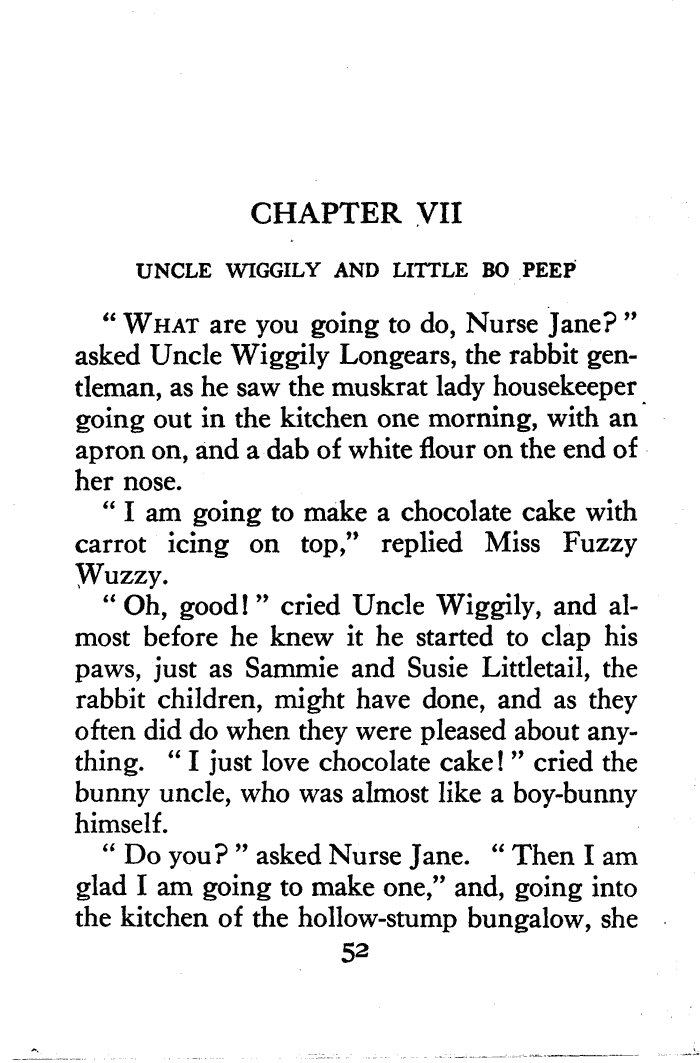 CHAPTER VII
UNCLE WIGGILY AND LITTLE BO PEEP
“ WHAT are you going to do, Nurse Jane? ”
asked Uncle Wiggily Longears, the rabbit gen-
tleman, as he saw the muskrat lady housekeeper
going out in the kitchen one morning, with an
apron on, and a dab of white flour on the end of
her nose.
“ I am going to make a chocolate cake with
carrot icing on top,” replied Miss Fuzzy
Wuzzy.
“ Oh, good! ” cried Uncle Wiggily, and al-
most before he knew it he started to clap his
paws, just as Sammie and Susie Littletail, the
rabbit children, might have done, and as they
often did do when they were pleased about any-
thing. “ I just love chocolate cake! ” cried the
bunny uncle, who was almost like a boy-bunny
himself.
“ Do you? ” asked Nurse Jane. “ Then I am
glad I am going to make one,” and, going into
the kitchen of the hollow-stump bungalow, she
52